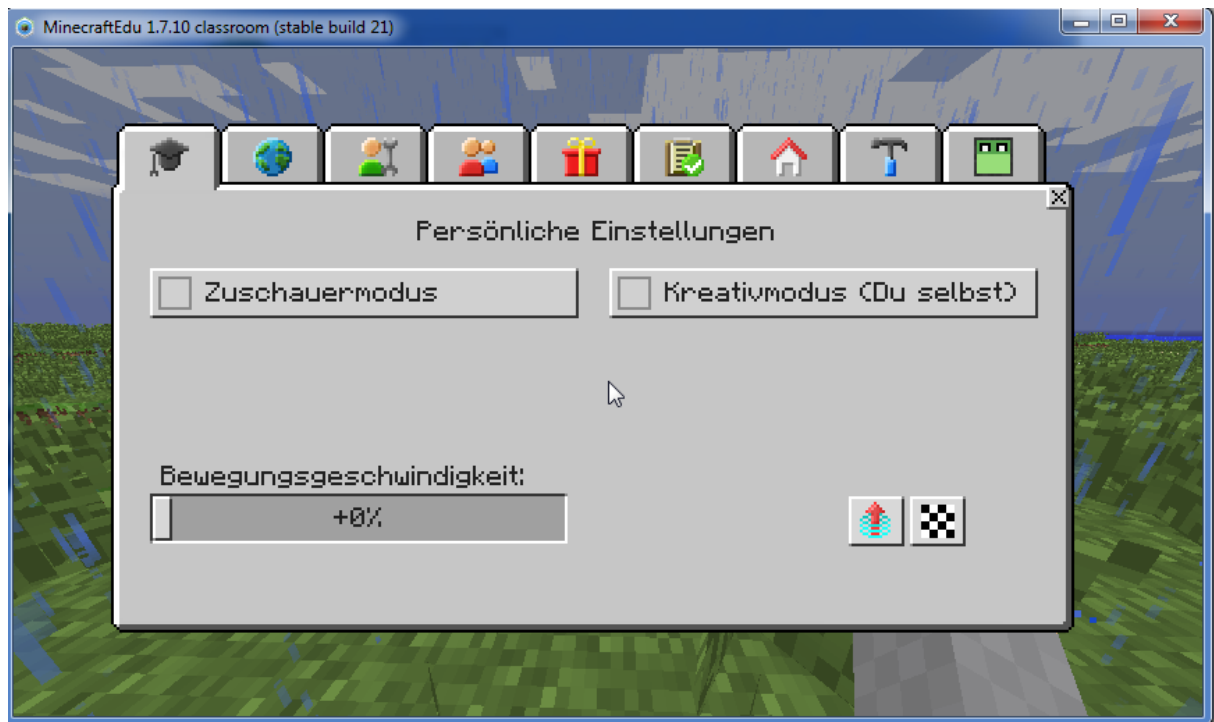 MinecraftEdu 1.7.10 classroom (stable build 21)
Persönliche Einstellungen
Zuschauermodus
Kreativmodus (Du selbst)
Bewegungsgeschwindigkeit:
+0%